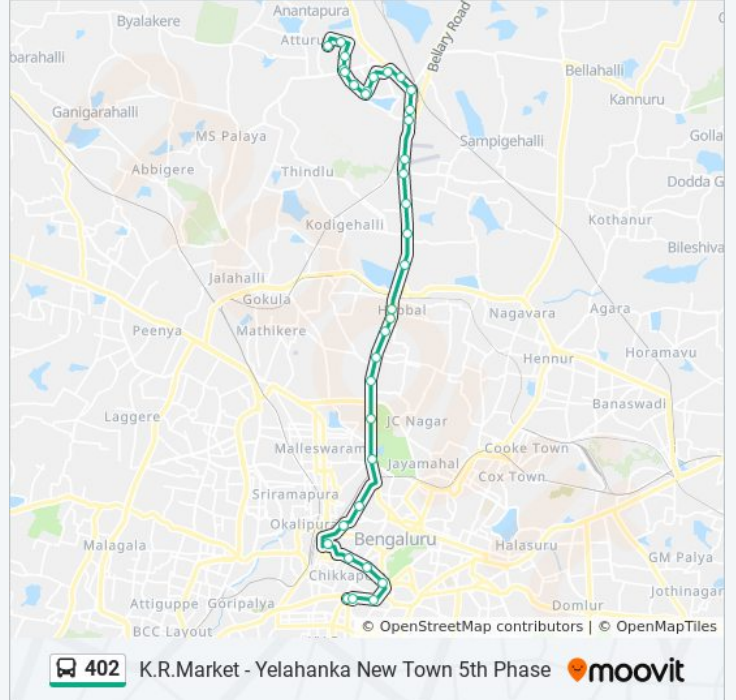 Anantapura
Byalakere
Atturu
Bellary Road
barahalli
Bellahalli
Kannuru
Ganigarahalli
MS Palaya
Sampigehalli
Golla
Abbigere
Thindlu
Dodda G
Kodigehalli
Kothanur
Bileshiva
Jalahalli
Gokula
Hebbal
Nagavara
Agara
Peenya
Mathikere
Hennur
Horamavu
Banaswadi
Laggere
JC Nagar
Malleswaram
Cooke Town
Jayamahal
Cox Town
Sriramapura
Okalipura
Bengaluru
Malagala
Halasuru
GM Palya
Chikkap
Jothinagar
Attiguppe
Goripalya
Domlur
BCC Layout
© OpenStreetMap contributors | © OpenMapTiles
402 K.R.Market - Yelahanka New Town 5th Phase moovit